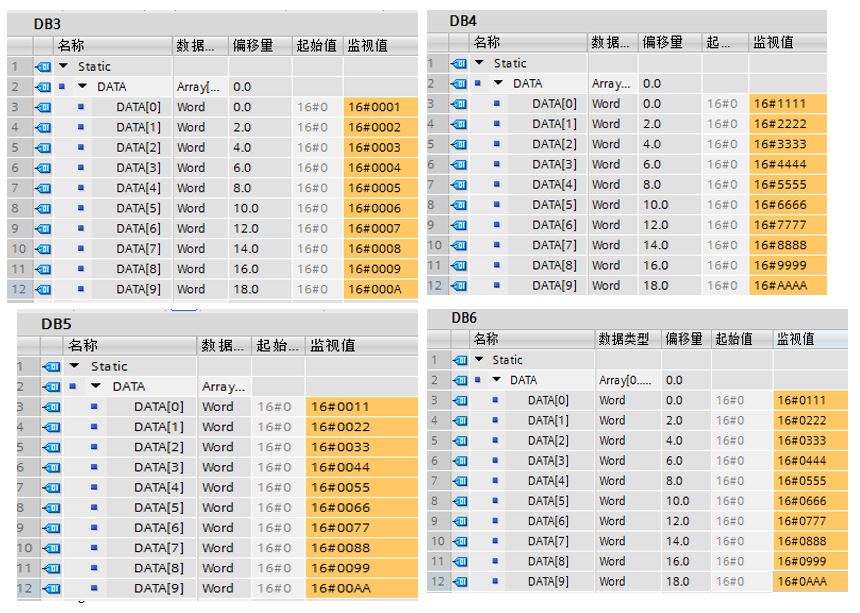 DB3
名称 数据... 偏移量 起始值 监视值
1 Static
2 DATA Array[... 0.0
3 DATA[0] Word 0.0 16#0 16#0001
4 DATA[1] Word 2.0 16#0 16#0002
5 DATA[2] Word 4.0 16#0 16#0003
6 DATA[3] Word 6.0 16#0 16#0004
7 DATA[4] Word 8.0 16#0 16#0005
8 DATA[5] Word 10.0 16#0 16#0006
9 DATA[6] Word 12.0 16#0 16#0007
10 DATA[7] Word 14.0 16#0 16#0008
11 DATA[8] Word 16.0 16#0 16#0009
12 DATA[9] Word 18.0 16#0 16#000A
DB4
名称 数据... 偏移量 起... 监视值
1 Static
2 DATA Array... 0.0
3 DATA[0] Word 0.0 16#0 16#1111
4 DATA[1] Word 2.0 16#0 16#2222
5 DATA[2] Word 4.0 16#0 16#3333
6 DATA[3] Word 6.0 16#0 16#4444
7 DATA[4] Word 8.0 16#0 16#5555
8 DATA[5] Word 10.0 16#0 16#6666
9 DATA[6] Word 12.0 16#0 16#7777
10 DATA[7] Word 14.0 16#0 16#8888
11 DATA[8] Word 16.0 16#0 16#9999
12 DATA[9] Word 18.0 16#0 16#AAAA
DB5
名称 数据... 起始... 监视值
1 Static
2 DATA Array...
3 DATA[0] Word 16#0 16#0011
4 DATA[1] Word 16#0 16#0022
5 DATA[2] Word 16#0 16#0033
6 DATA[3] Word 16#0 16#0044
7 DATA[4] Word 16#0 16#0055
8 DATA[5] Word 16#0 16#0066
9 DATA[6] Word 16#0 16#0077
10 DATA[7] Word 16#0 16#0088
11 DATA[8] Word 16#0 16#0099
12 DATA[9] Word 16#0 16#00AA
DB6
名称 数据类型 偏移量 起始值 监视值
1 Static
2 DATA Array[0.... 0.0
3 DATA[0] Word 0.0 16#0 16#0111
4 DATA[1] Word 2.0 16#0 16#0222
5 DATA[2] Word 4.0 16#0 16#0333
6 DATA[3] Word 6.0 16#0 16#0444
7 DATA[4] Word 8.0 16#0 16#0555
8 DATA[5] Word 10.0 16#0 16#0666
9 DATA[6] Word 12.0 16#0 16#0777
10 DATA[7] Word 14.0 16#0 16#0888
11 DATA[8] Word 16.0 16#0 16#0999
12 DATA[9] Word 18.0 16#0 16#0AAA